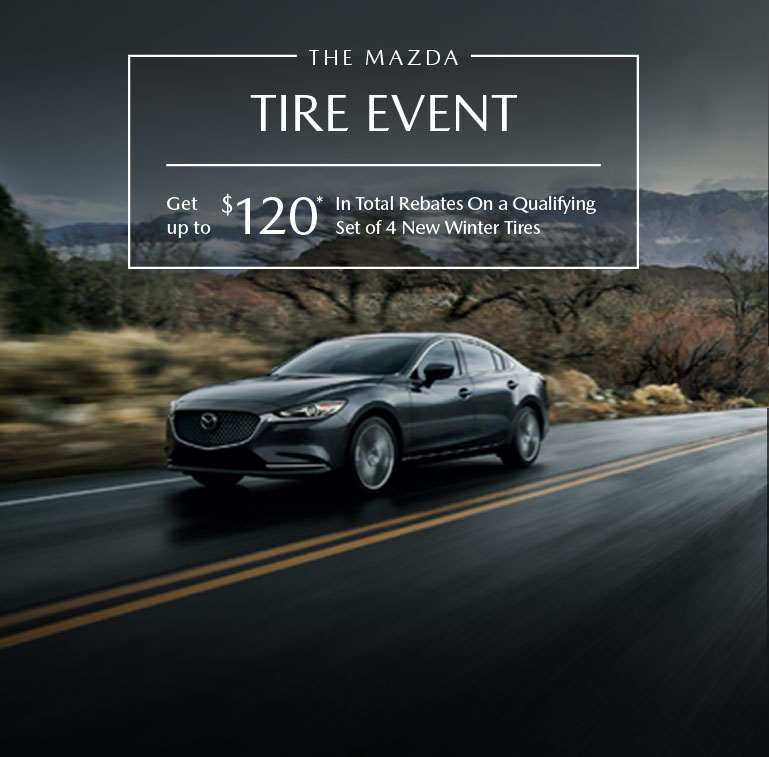 THE MAZDA
TIRE EVENT
Get up to $120* In Total Rebates On a Qualifying
Set of 4 New Winter Tires